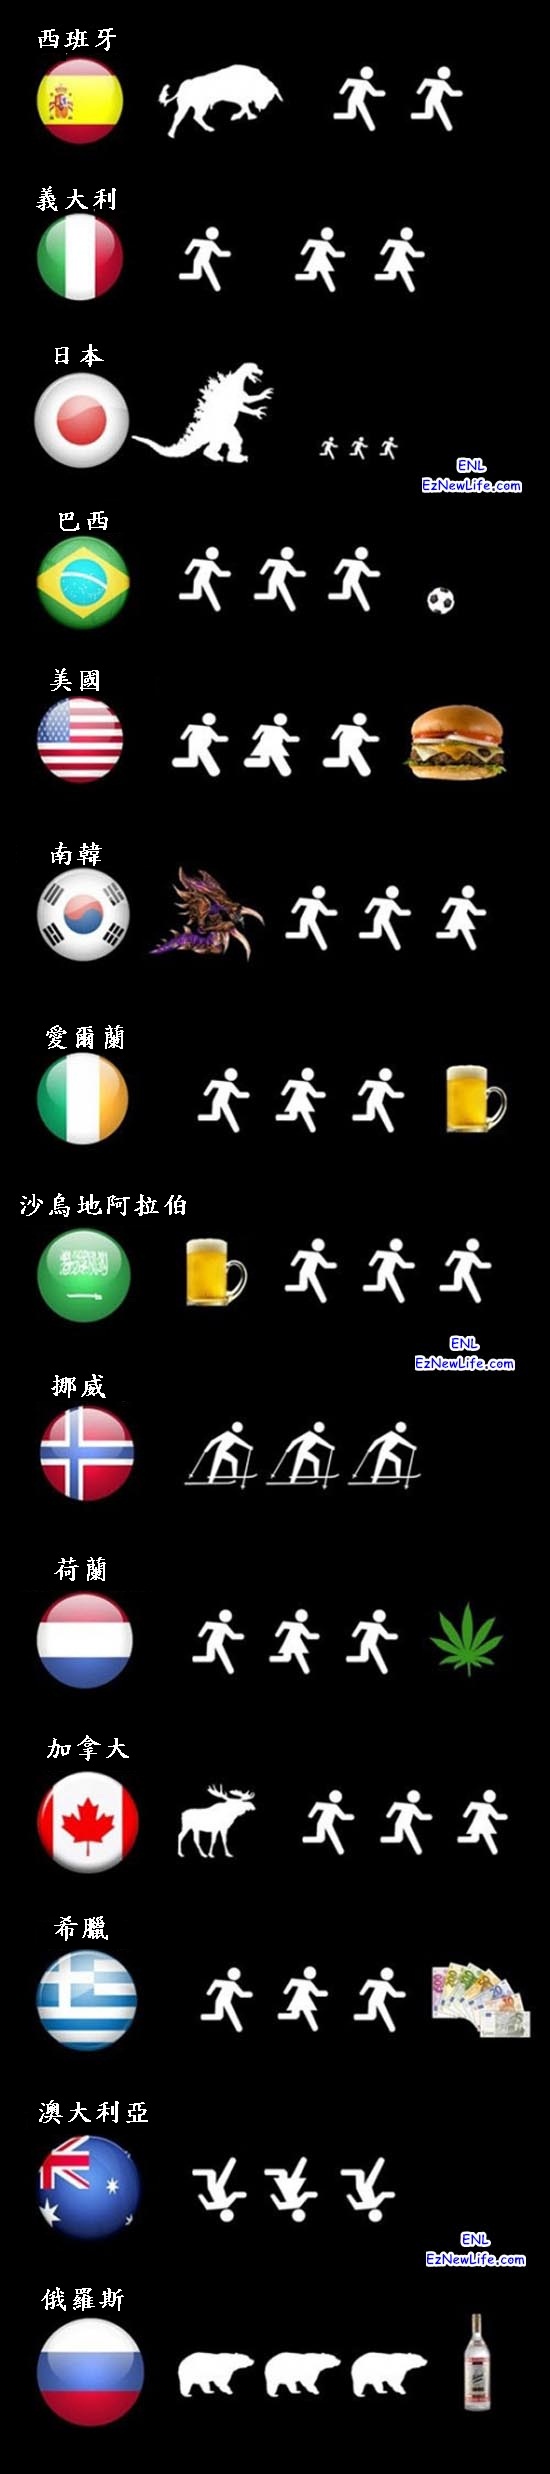 西班牙
義大利
日本
ENL
EzNewLife.com
巴西
美國
南韓
愛爾蘭
沙烏地阿拉伯
ENL
EzNewLife.com
挪威
荷蘭
加拿大
希臘
澳大利亞
ENL
EzNewLife.com
俄羅斯